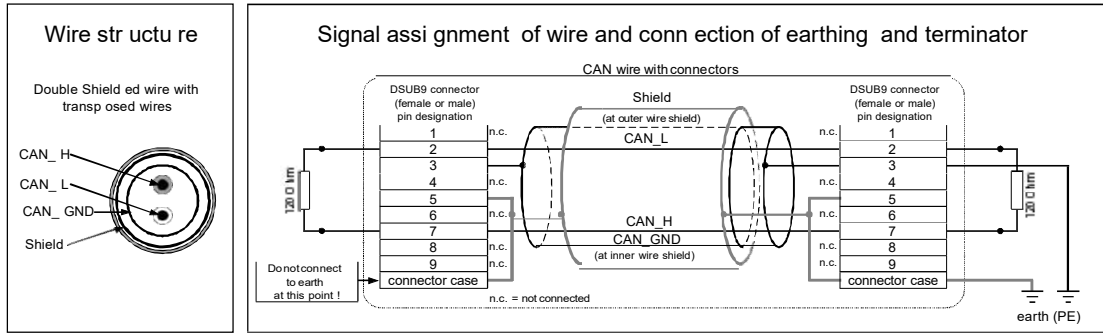 Wire str uctu re
Double Shield ed wire with
transp osed wires
CAN_ H
CAN_ L
CAN_ GND
Shield
Signal assi gnment of wire and conn ection of earthing and terminator
CAN wire with connectors
DSUB9 connector
(female or male)
pin designation
Shield
(at outer wire shield)
DSUB9 connector
(female or male)
pin designation
1 n.c. n.c. 1
2 CAN_L 2
3 3
4 n.c. n.c. 4
5 5
6 n.c. n.c. 6
7 CAN_H 7
8 n.c. CAN_GND n.c. 8
9 n.c. (at inner wire shield) n.c. 9
connector case connector case
120 Ohm
120 Ohm
Do not connect
to earth
at this point !
n.c. = not connected
earth (PE)